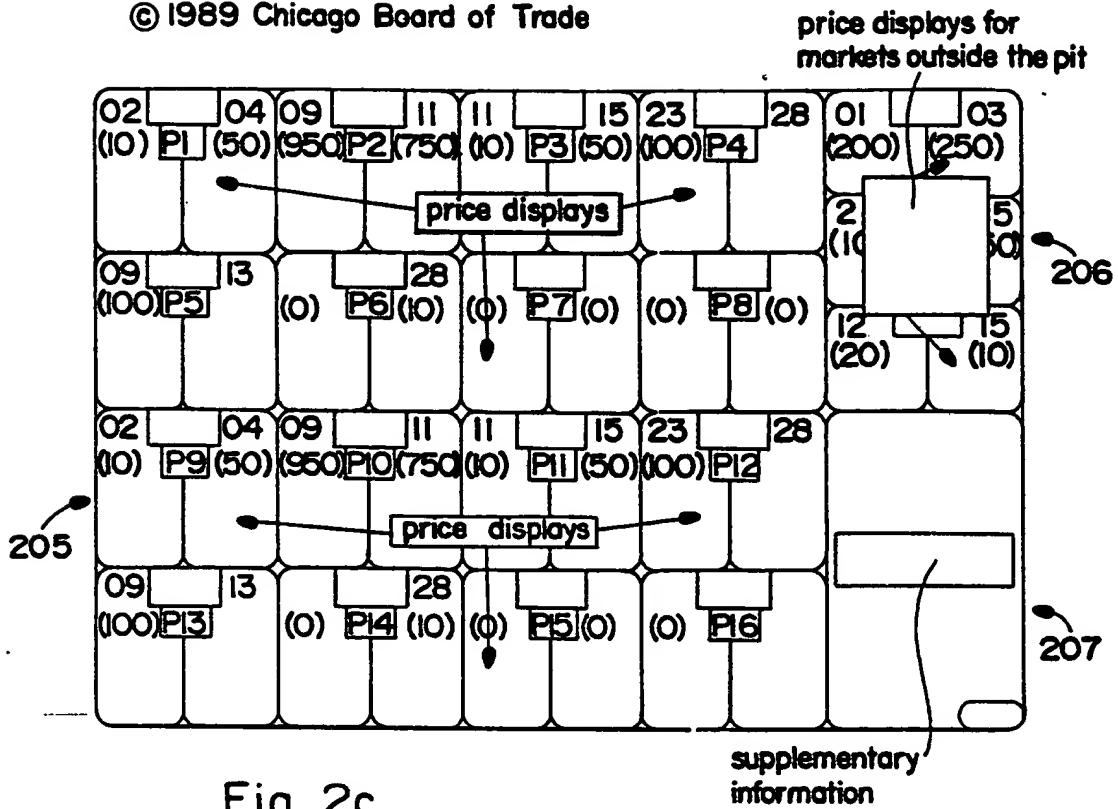 © 1989 Chicago Board of Trade
price displays for
markets outside the pit
02 04 09 11 11 15 23 28 01 03
(10) P1 (50) (950) P2 (750) (10) P3 (50) (100) P4 (200) (250)
price displays
2 5
206
09 13 28
(100) P5 (0) P6 (10) (0) P7 (0) (0) P8 (0)
12 15
(20) (10)
02 04 09 11 11 15 23 28
(10) P9 (50) (950) P10 (750) (10) P11 (50) (100) P12
205
price displays
09 13 28
(100) P13 (0) P14 (10) (0) P15 (0) (0) P16
207
supplementary
information
Fig. 2c